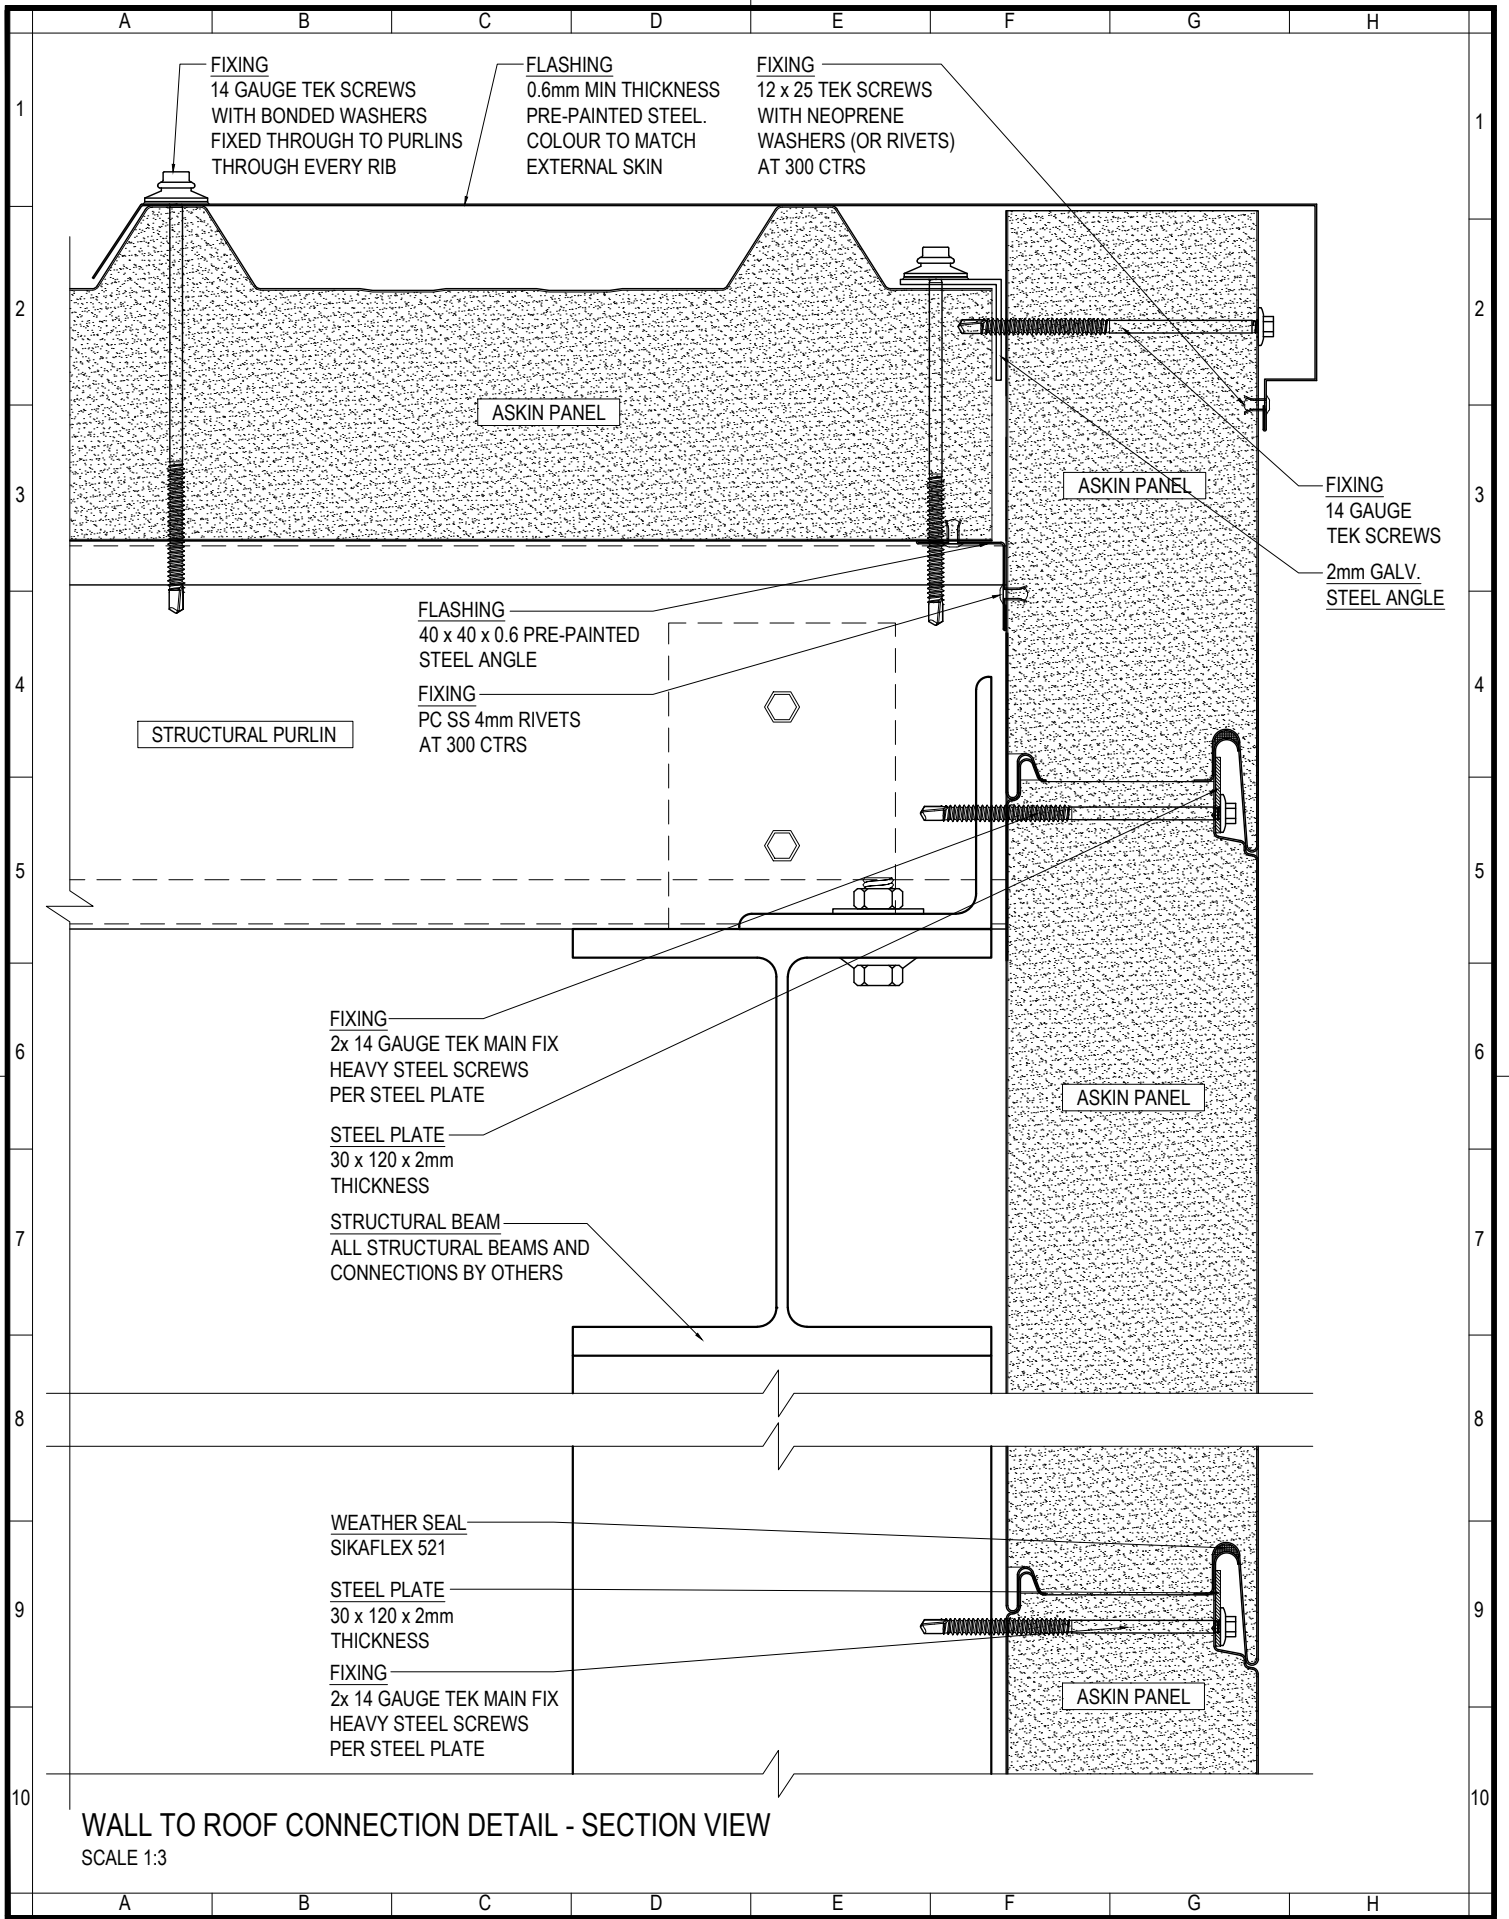 A B C D E F G H
1
1
FIXING
14 GAUGE TEK SCREWS
WITH BONDED WASHERS
FIXED THROUGH TO PURLINS
THROUGH EVERY RIB
FLASHING
0.6mm MIN THICKNESS
PRE-PAINTED STEEL.
COLOUR TO MATCH
EXTERNAL SKIN
FIXING
12 x 25 TEK SCREWS
WITH NEOPRENE
WASHERS (OR RIVETS)
AT 300 CTRS
2
2
ASKIN PANEL
3
3
ASKIN PANEL
FIXING
14 GAUGE
TEK SCREWS
2mm GALV.
STEEL ANGLE
FLASHING
40 x 40 x 0.6 PRE-PAINTED
STEEL ANGLE
4
4
FIXING
PC SS 4mm RIVETS
AT 300 CTRS
STRUCTURAL PURLIN
5
5
FIXING
2x 14 GAUGE TEK MAIN FIX
HEAVY STEEL SCREWS
PER STEEL PLATE
6
6
ASKIN PANEL
STEEL PLATE
30 x 120 x 2mm
THICKNESS
STRUCTURAL BEAM
ALL STRUCTURAL BEAMS AND
CONNECTIONS BY OTHERS
7
7
8
8
WEATHER SEAL
SIKAFLEX 521
STEEL PLATE
30 x 120 x 2mm
THICKNESS
9
9
FIXING
2x 14 GAUGE TEK MAIN FIX
HEAVY STEEL SCREWS
PER STEEL PLATE
ASKIN PANEL
10
10
WALL TO ROOF CONNECTION DETAIL - SECTION VIEW
SCALE 1:3
A B C D E F G H